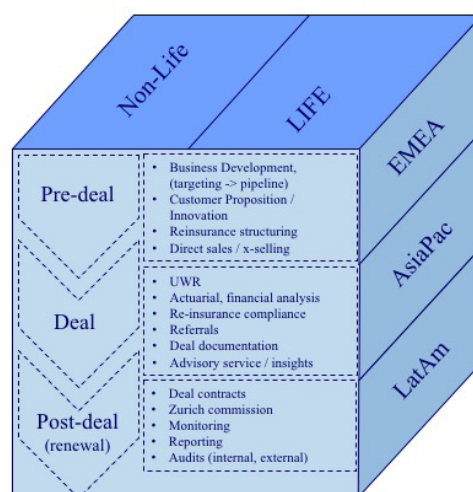 Non-Life
LIFE
EMEA
AsiaPac
LatAm
Pre-deal
• Business Development,
(targeting -> pipeline)
• Customer Proposition /
Innovation
• Reinsurance structuring
• Direct sales / x-selling
Deal
• UWR
• Actuarial, financial analysis
• Re-insurance compliance
• Referrals
• Deal documentation
• Advisory service / insights
Post-deal
(renewal)
• Deal contracts
• Zurich commission
• Monitoring
• Reporting
• Audits (internal, external)